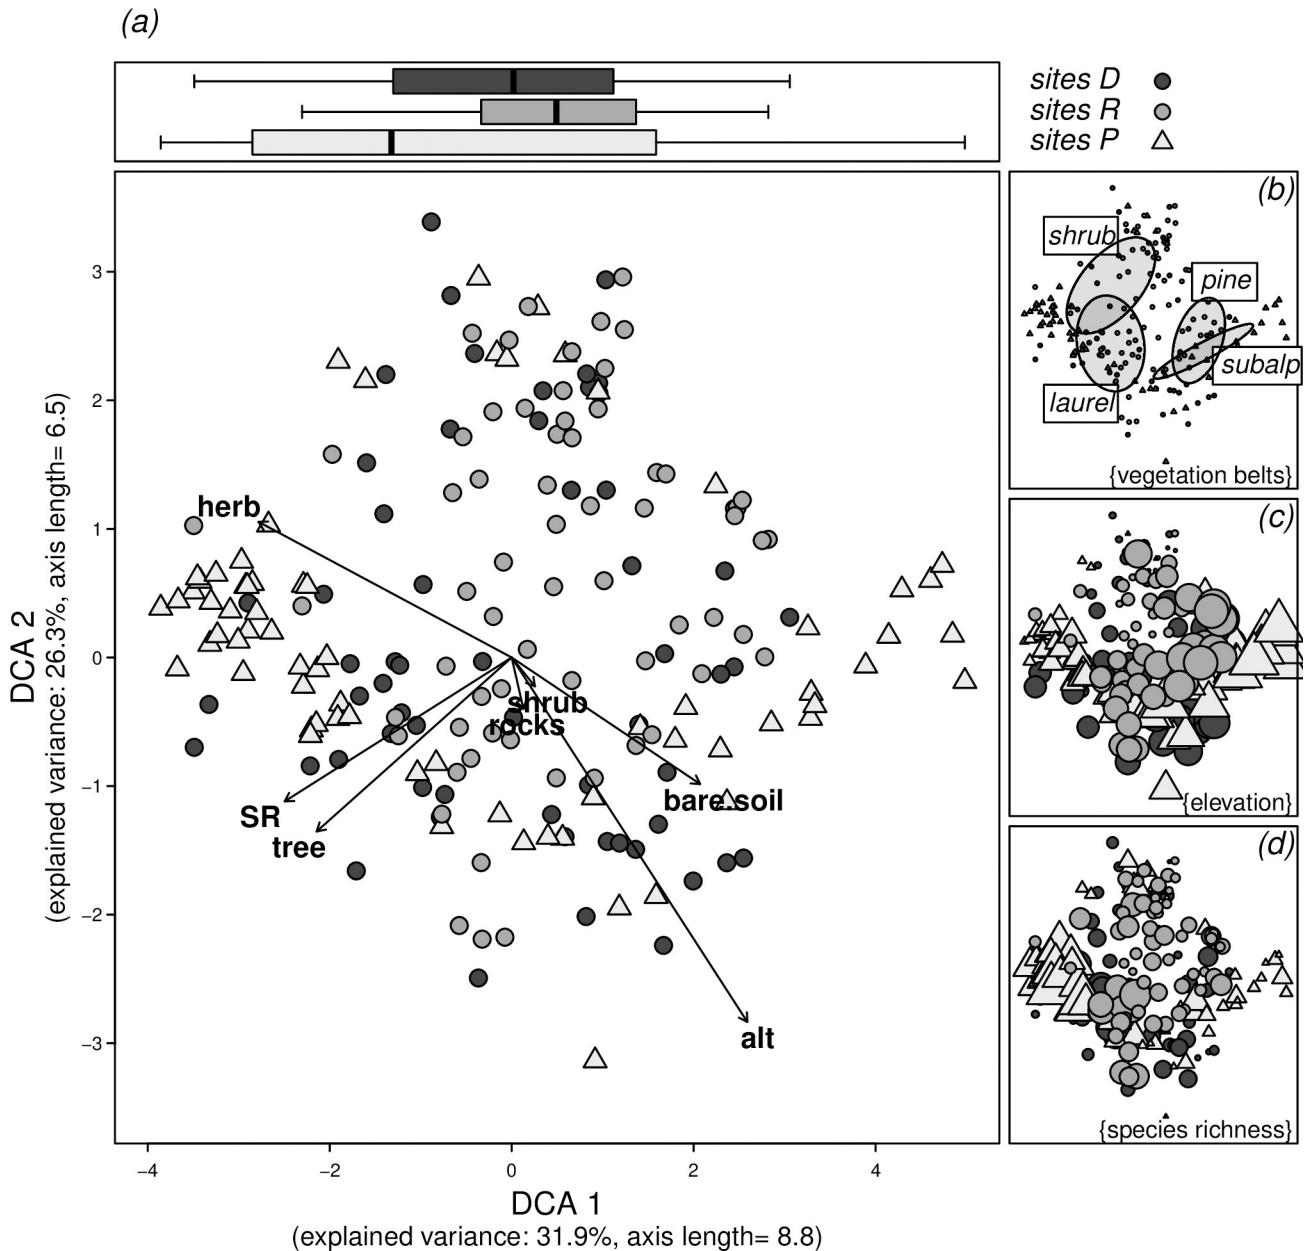 (a)
sites D
sites R
sites P
(b)
shrub
pine
subalp
laurel
{vegetation belts}
(c)
{elevation}
(d)
{species richness}
DCA 2
(explained variance: 26.3%, axis length= 6.5)
3
2
1
0
−1
−2
−3
herb
shrub
rocks
bare soil
SR
tree
alt
−4
−2
0
2
4
DCA 1
(explained variance: 31.9%, axis length= 8.8)